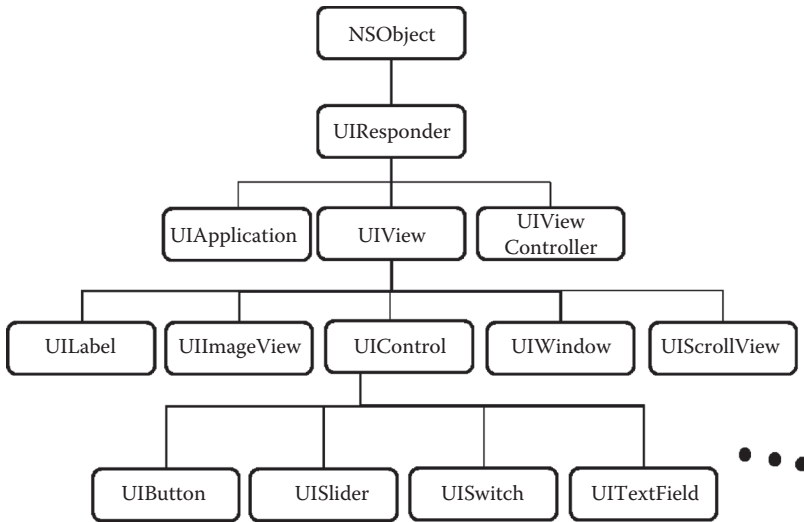 NSObject
UIResponder
UIApplication
UIView
UIView
Controller
UILabel
UIImageView
UIControl
UIWindow
UIScrollView
UIButton
UISlider
UISwitch
UITextField